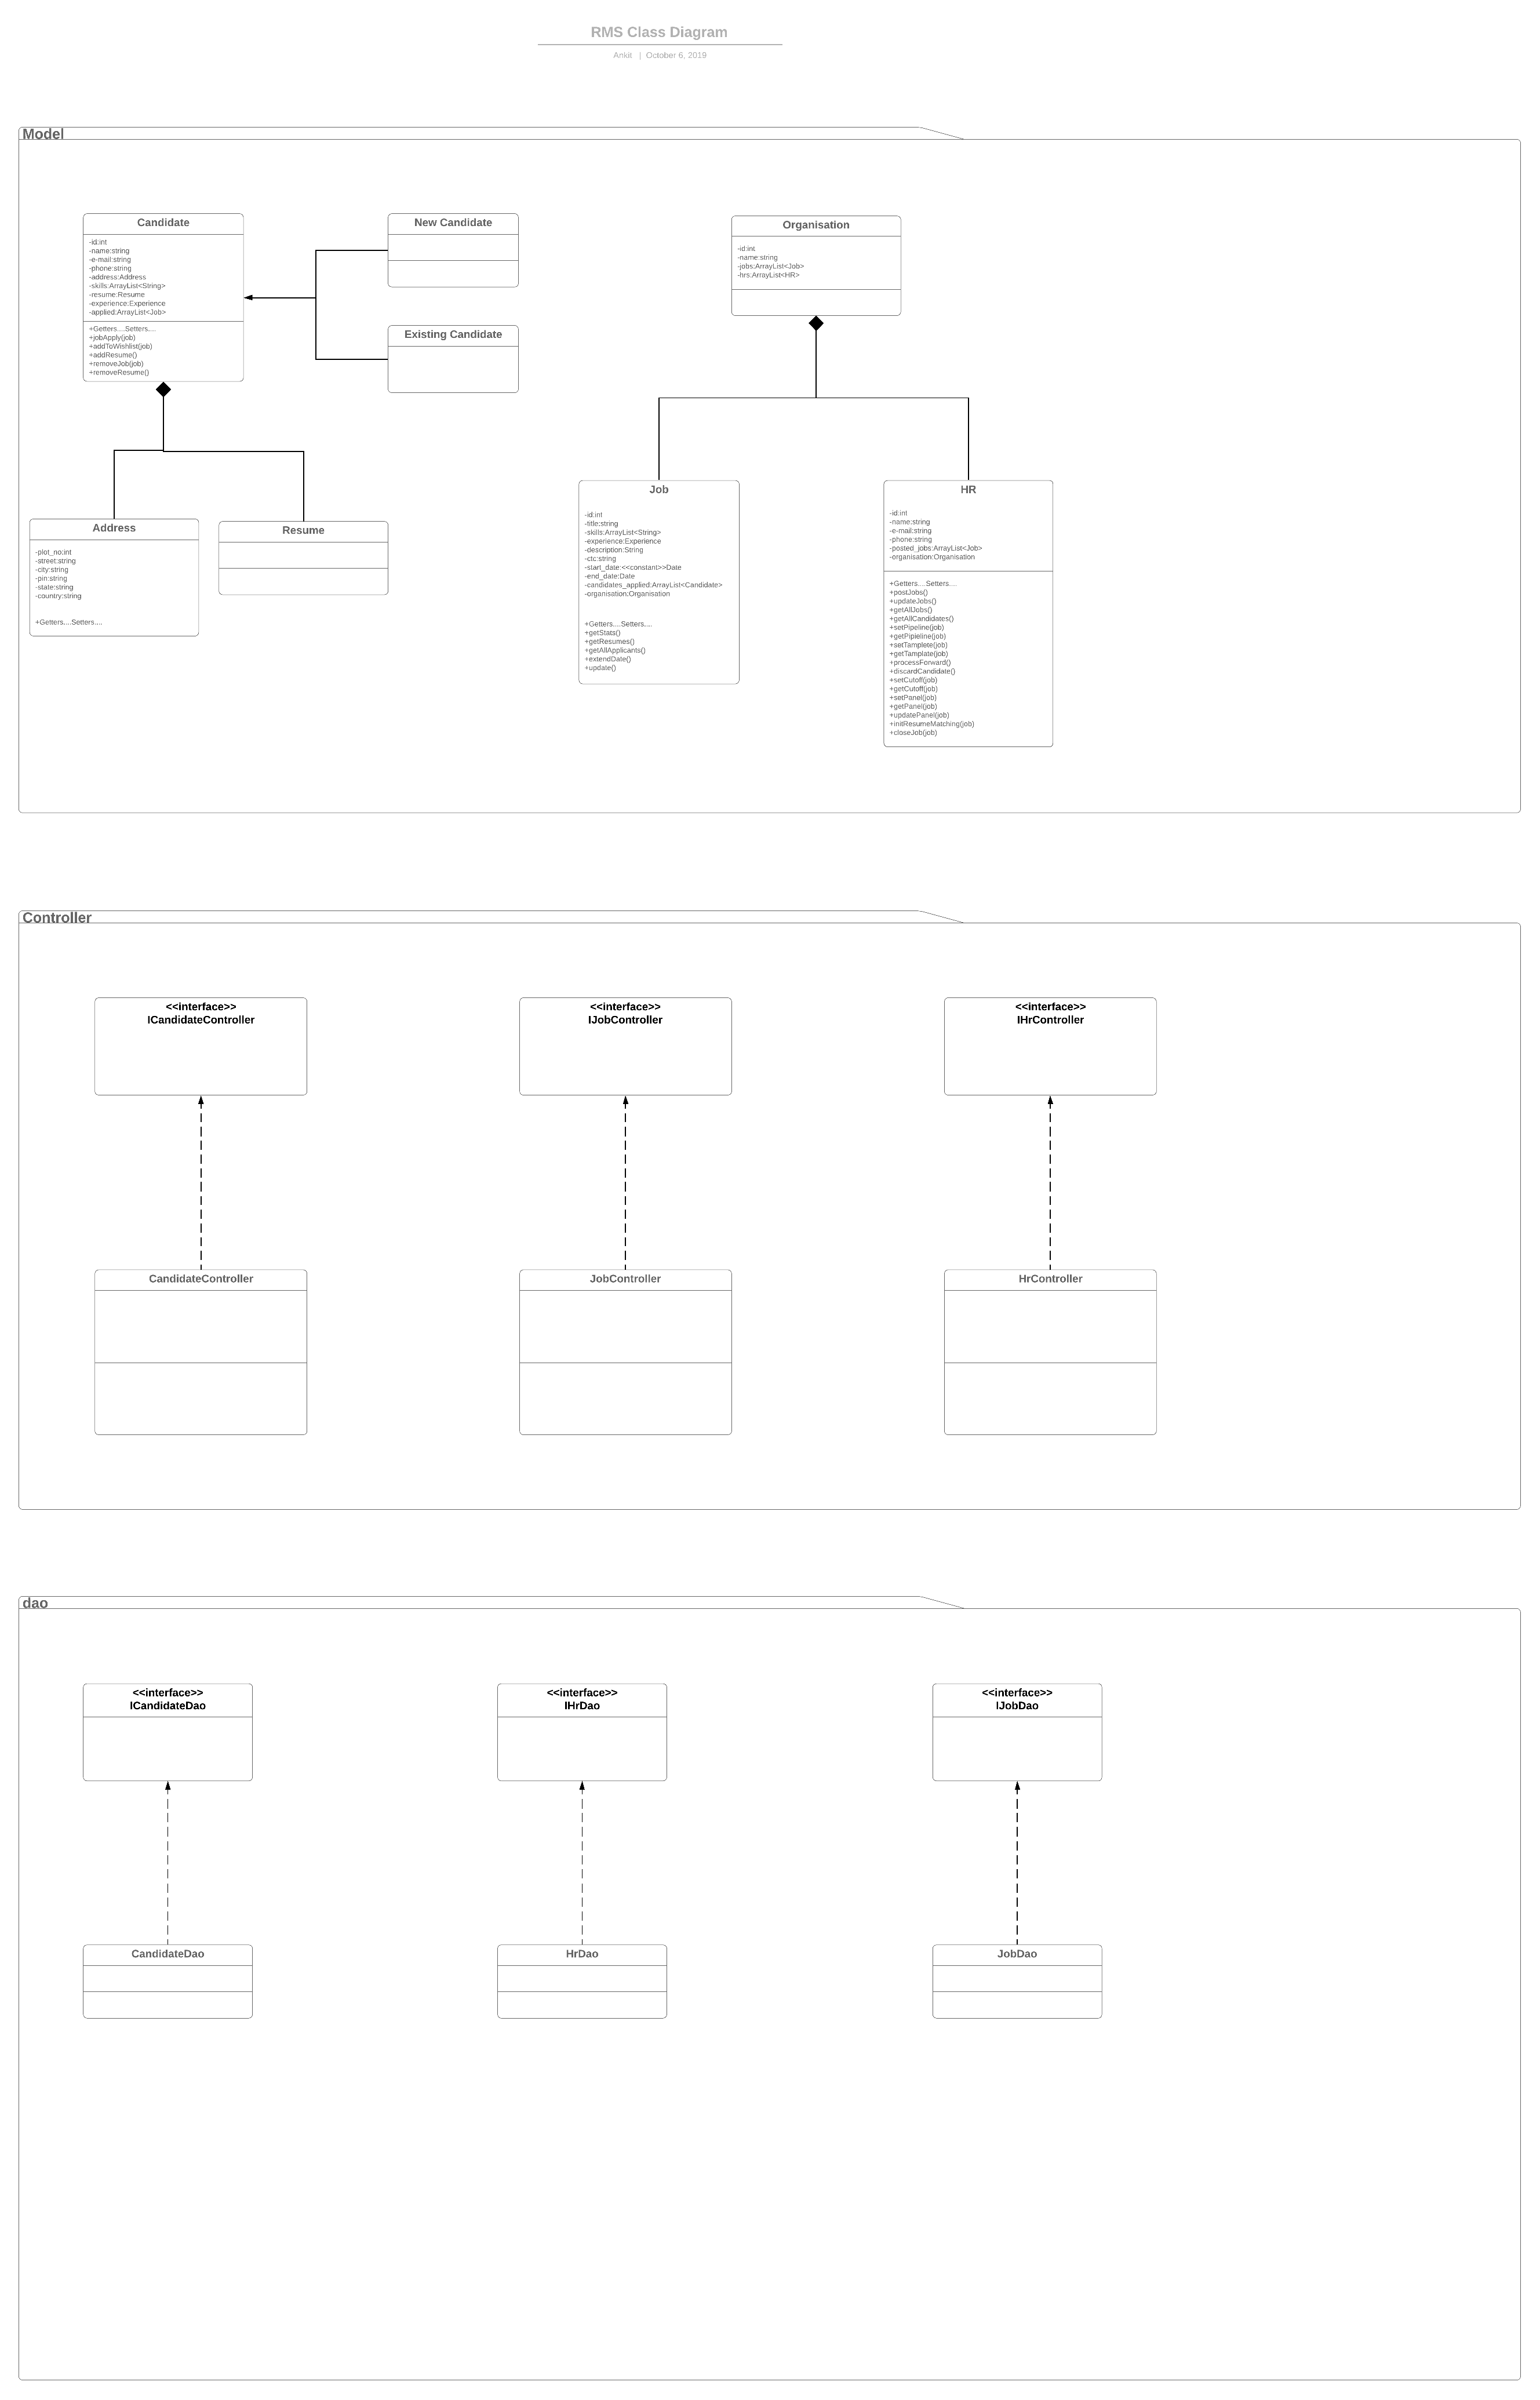 RMS Class Diagram
Ankit | October 6, 2019
Model
Candidate
-id:int
-name:string
-e-mail:string
-phone:string
-address:Address
-skills:ArrayList<String>
-resume:Resume
-experience:Experience
-applied:ArrayList<Job>
+Getters....Setters....
+jobApply(job)
+addToWishlist(job)
+addResume()
+removeJob(job)
+removeResume()
New Candidate
Existing Candidate
Organisation
-id:int
-name:string
-jobs:ArrayList<Job>
-hrs:ArrayList<HR>
Address
-plot_no:int
-street:string
-city:string
-pin:string
-state:string
-country:string
+Getters....Setters....
Resume
Job
-id:int
-title:string
-skills:ArrayList<String>
-experience:Experience
-description:String
-ctc:string
-start_date:<<constant>>Date
-end_date:Date
-candidates_applied:ArrayList<Candidate>
-organisation:Organisation
+Getters....Setters....
+getStats()
+getResumes()
+getAllApplicants()
+extendDate()
+update()
HR
-id:int
-name:string
-e-mail:string
-phone:string
-posted_jobs:ArrayList<Job>
-organisation:Organisation
+Getters....Setters....
+postJobs()
+updateJobs()
+getAllJobs()
+getAllCandidates()
+setPipeline(job)
+getPipieline(job)
+setTamplete(job)
+getTamplate(job)
+processForward()
+discardCandidate()
+setCutoff(job)
+getCutoff(job)
+setPanel(job)
+getPanel(job)
+updatePanel(job)
+initResumeMatching(job)
+closeJob(job)
Controller
<<interface>>
ICandidateController
<<interface>>
IJobController
<<interface>>
IHrController
CandidateController
JobController
HrController
dao
<<interface>>
ICandidateDao
<<interface>>
IHrDao
<<interface>>
IJobDao
CandidateDao
HrDao
JobDao